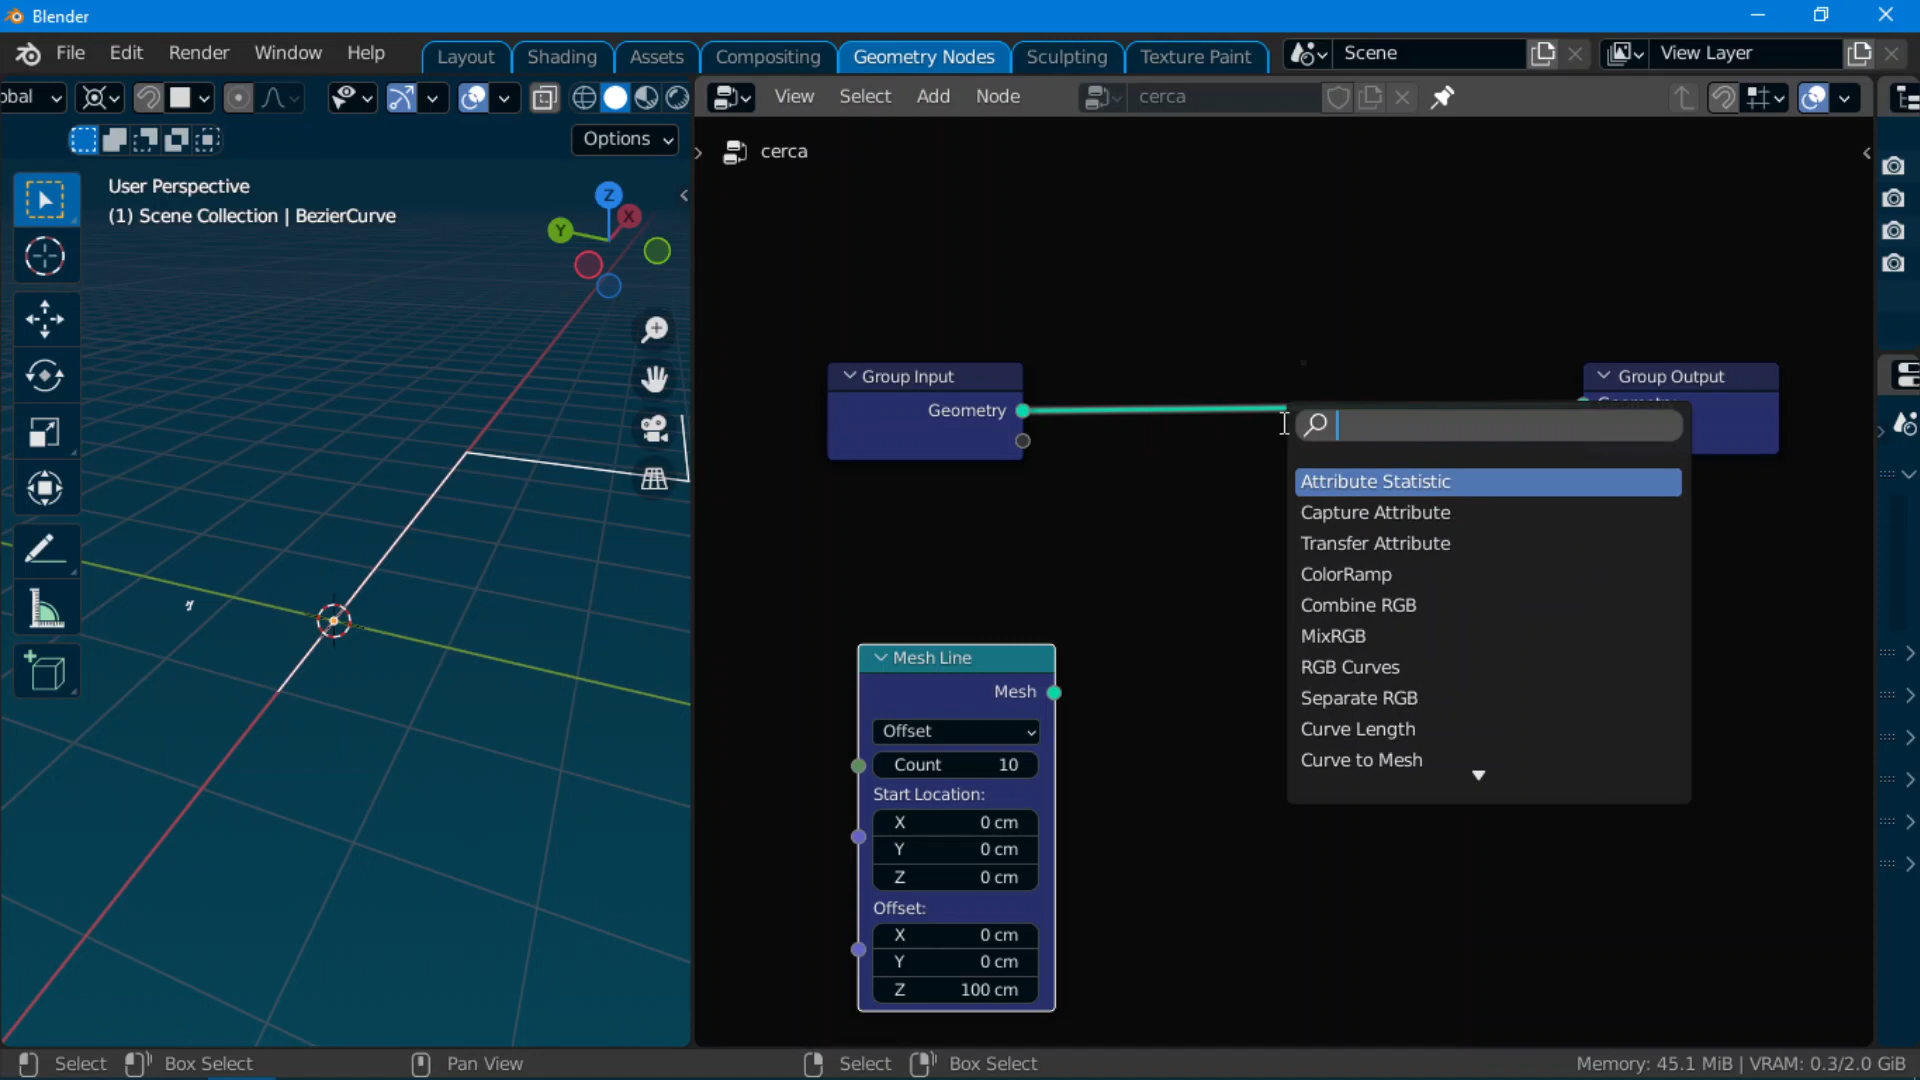 Blender
File Edit Render Window Help Layout Shading Assets Compositing Geometry Nodes Sculpting Texture Paint Scene View Layer
obal View Select Add Node cerca
Options
cerca
User Perspective
(1) Scene Collection | BezierCurve
Z
X
Y
Group Input
Geometry
Group Output
Geometry
Attribute Statistic
Capture Attribute
Transfer Attribute
ColorRamp
Combine RGB
MixRGB
RGB Curves
Separate RGB
Curve Length
Curve to Mesh
Mesh Line
Mesh
Offset
Count 10
Start Location:
X 0 cm
Y 0 cm
Z 0 cm
Offset:
X 0 cm
Y 0 cm
Z 100 cm
Select Box Select Pan View Select Box Select Memory: 45.1 MiB | VRAM: 0.3/2.0 GiB